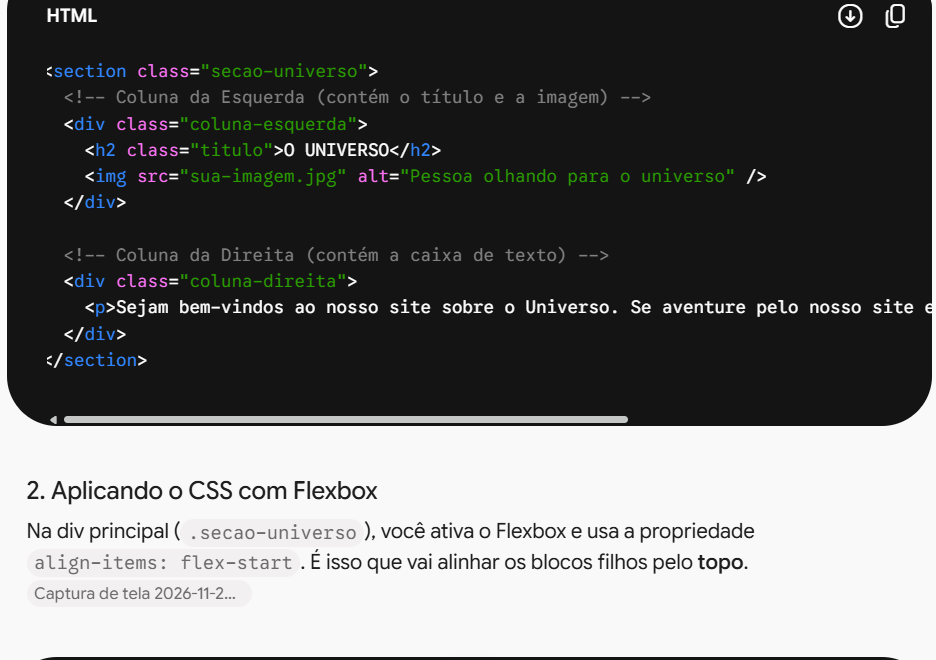 HTML
<section class="secao-universo">
<!-- Coluna da Esquerda (contém o título e a imagem) -->
<div class="coluna-esquerda">
<h2 class="titulo">O UNIVERSO</h2>
<img src="sua-imagem.jpg" alt="Pessoa olhando para o universo" />
</div>
<!-- Coluna da Direita (contém a caixa de texto) -->
<div class="coluna-direita">
<p>Sejam bem-vindos ao nosso site sobre o Universo. Se aventure pelo nosso site e
</div>
</section>
2. Aplicando o CSS com Flexbox
Na div principal ( .secao-universo ), você ativa o Flexbox e usa a propriedade
align-items: flex-start . É isso que vai alinhar os blocos filhos pelo topo.
Captura de tela 2026-11-2...